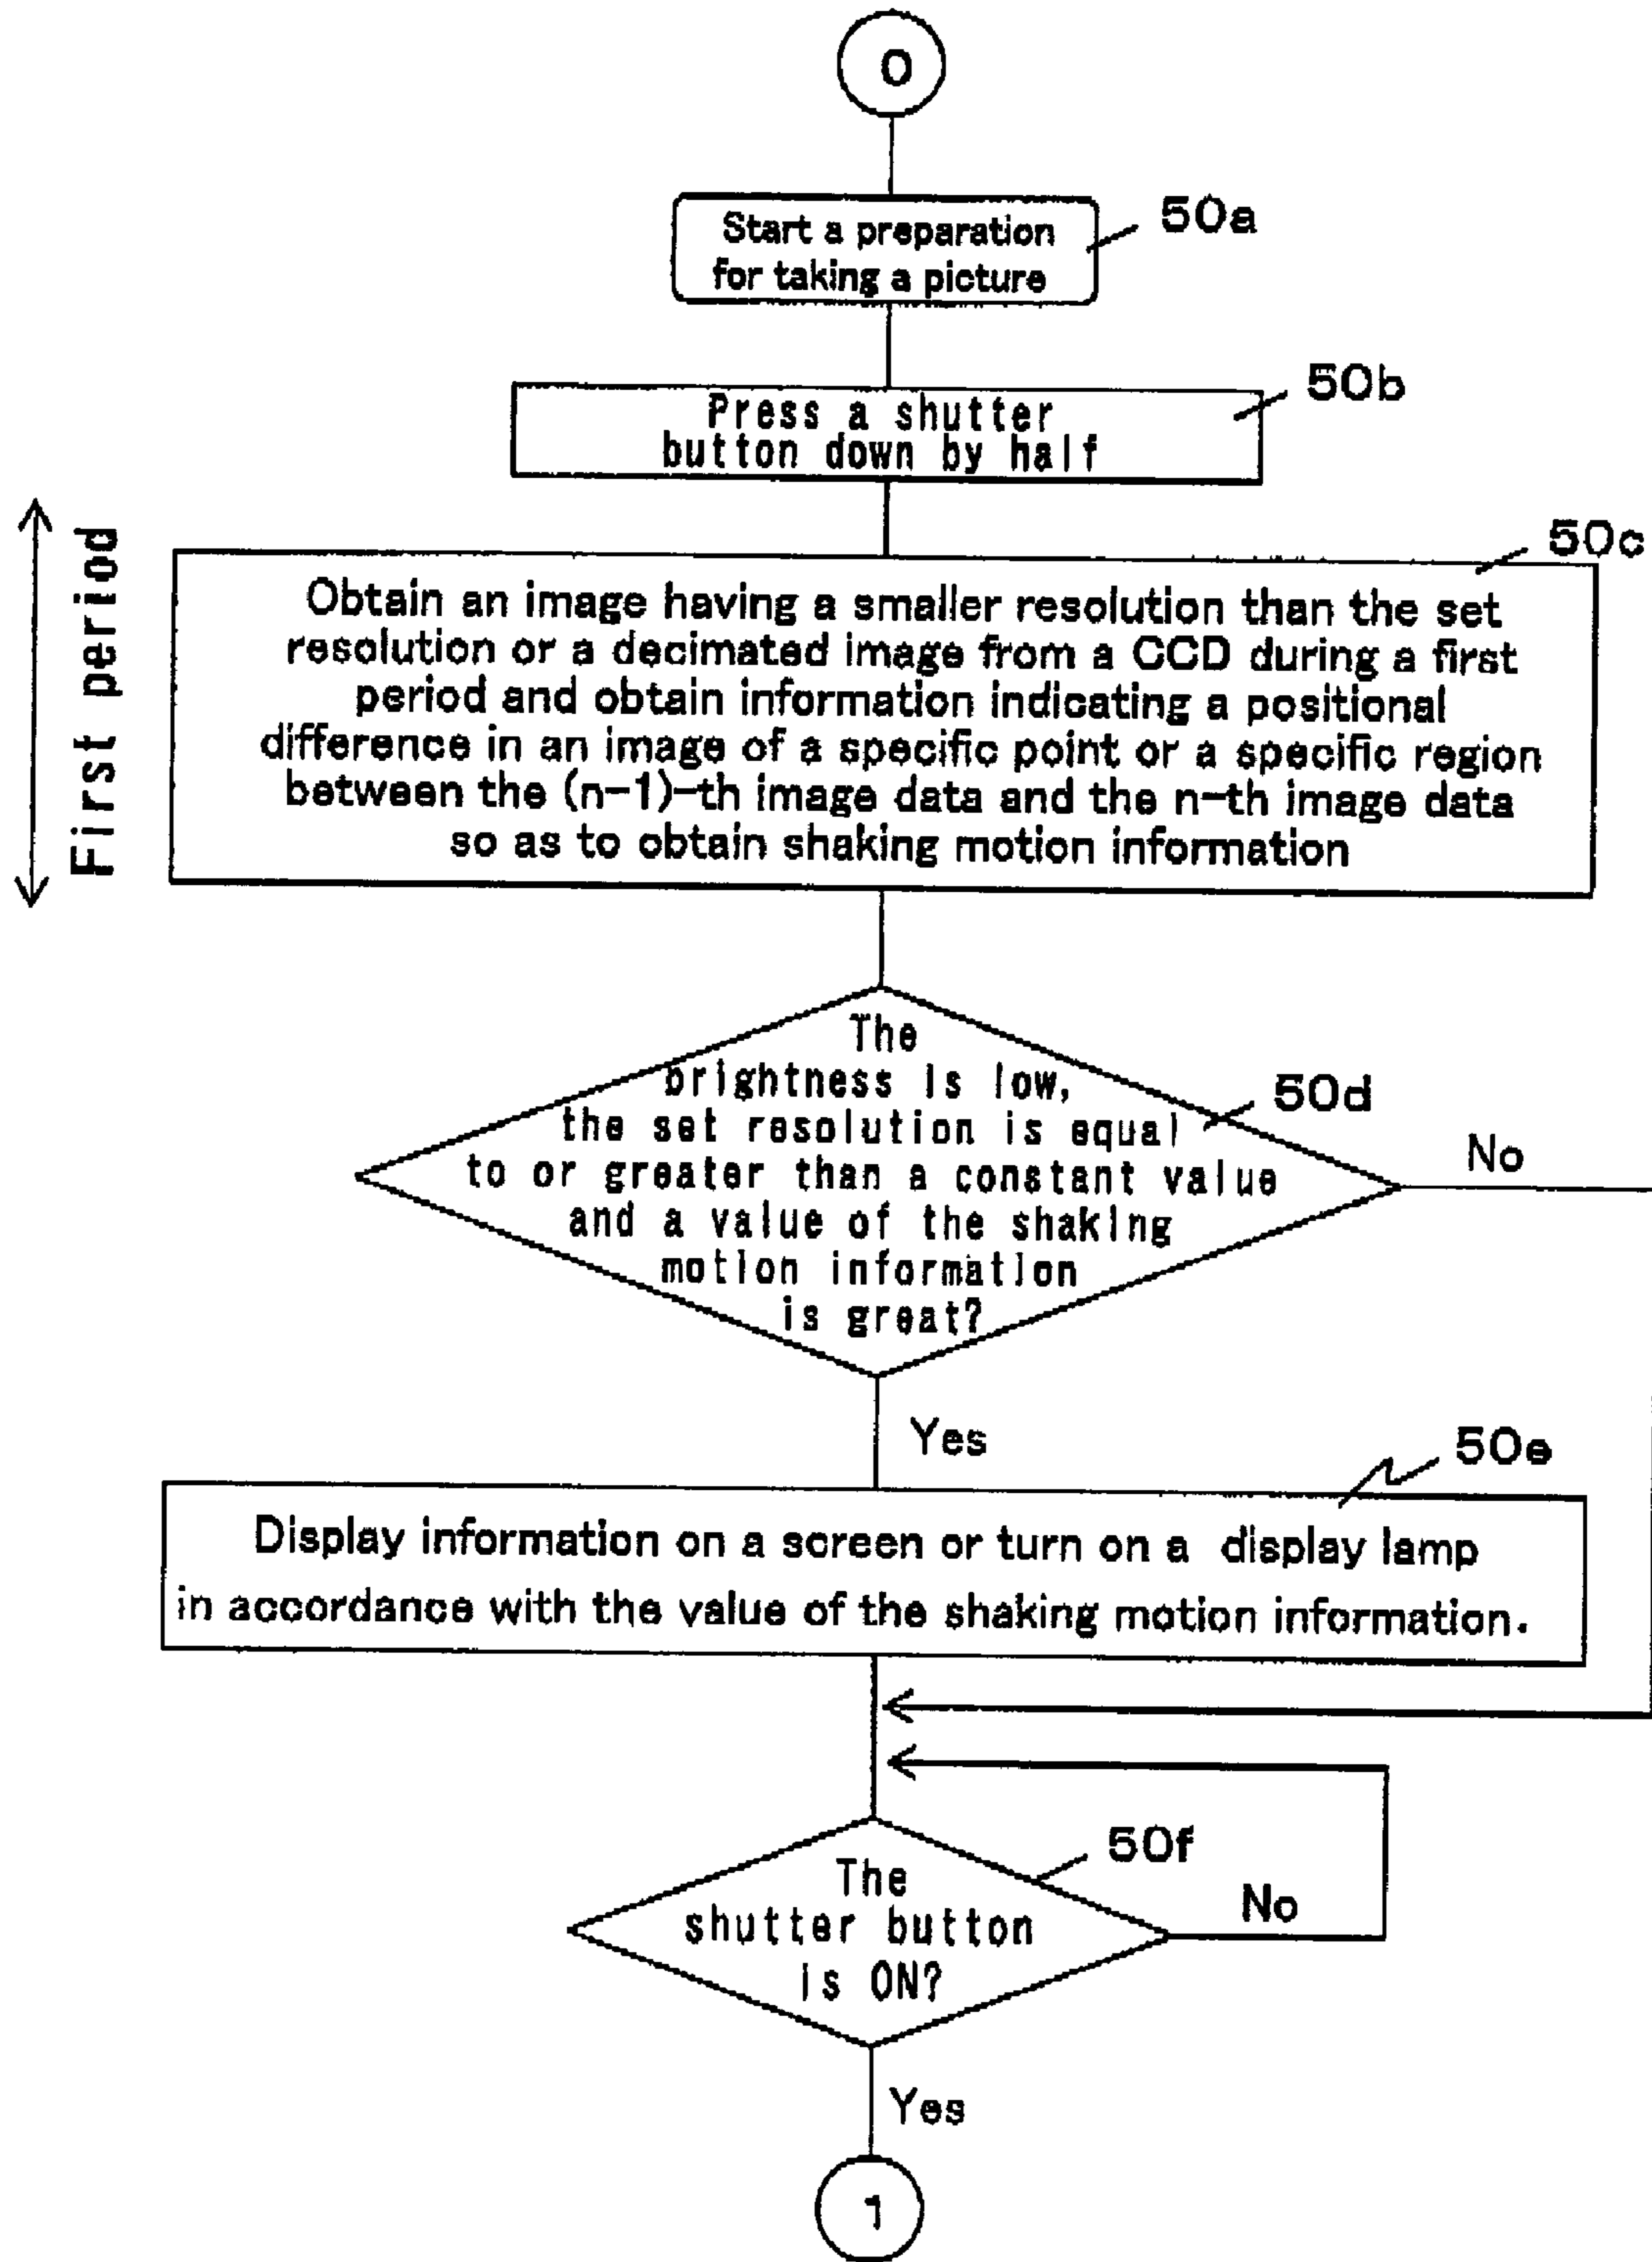 0
Start a preparation
for taking a picture
50a
Press a shutter
button down by half
50b
First period
50c
Obtain an image having a smaller resolution than the set
resolution or a decimated image from a CCD during a first
period and obtain information indicating a positional
difference in an image of a specific point or a specific region
between the (n-1)-th image data and the n-th image data
so as to obtain shaking motion information
The
brightness is low,
the set resolution is equal
to or greater than a constant value
and a value of the shaking
motion information
is great?
50d
No
Yes
50e
Display information on a screen or turn on a display lamp
in accordance with the value of the shaking motion information.
The
shutter button
is ON?
50f
No
Yes
1